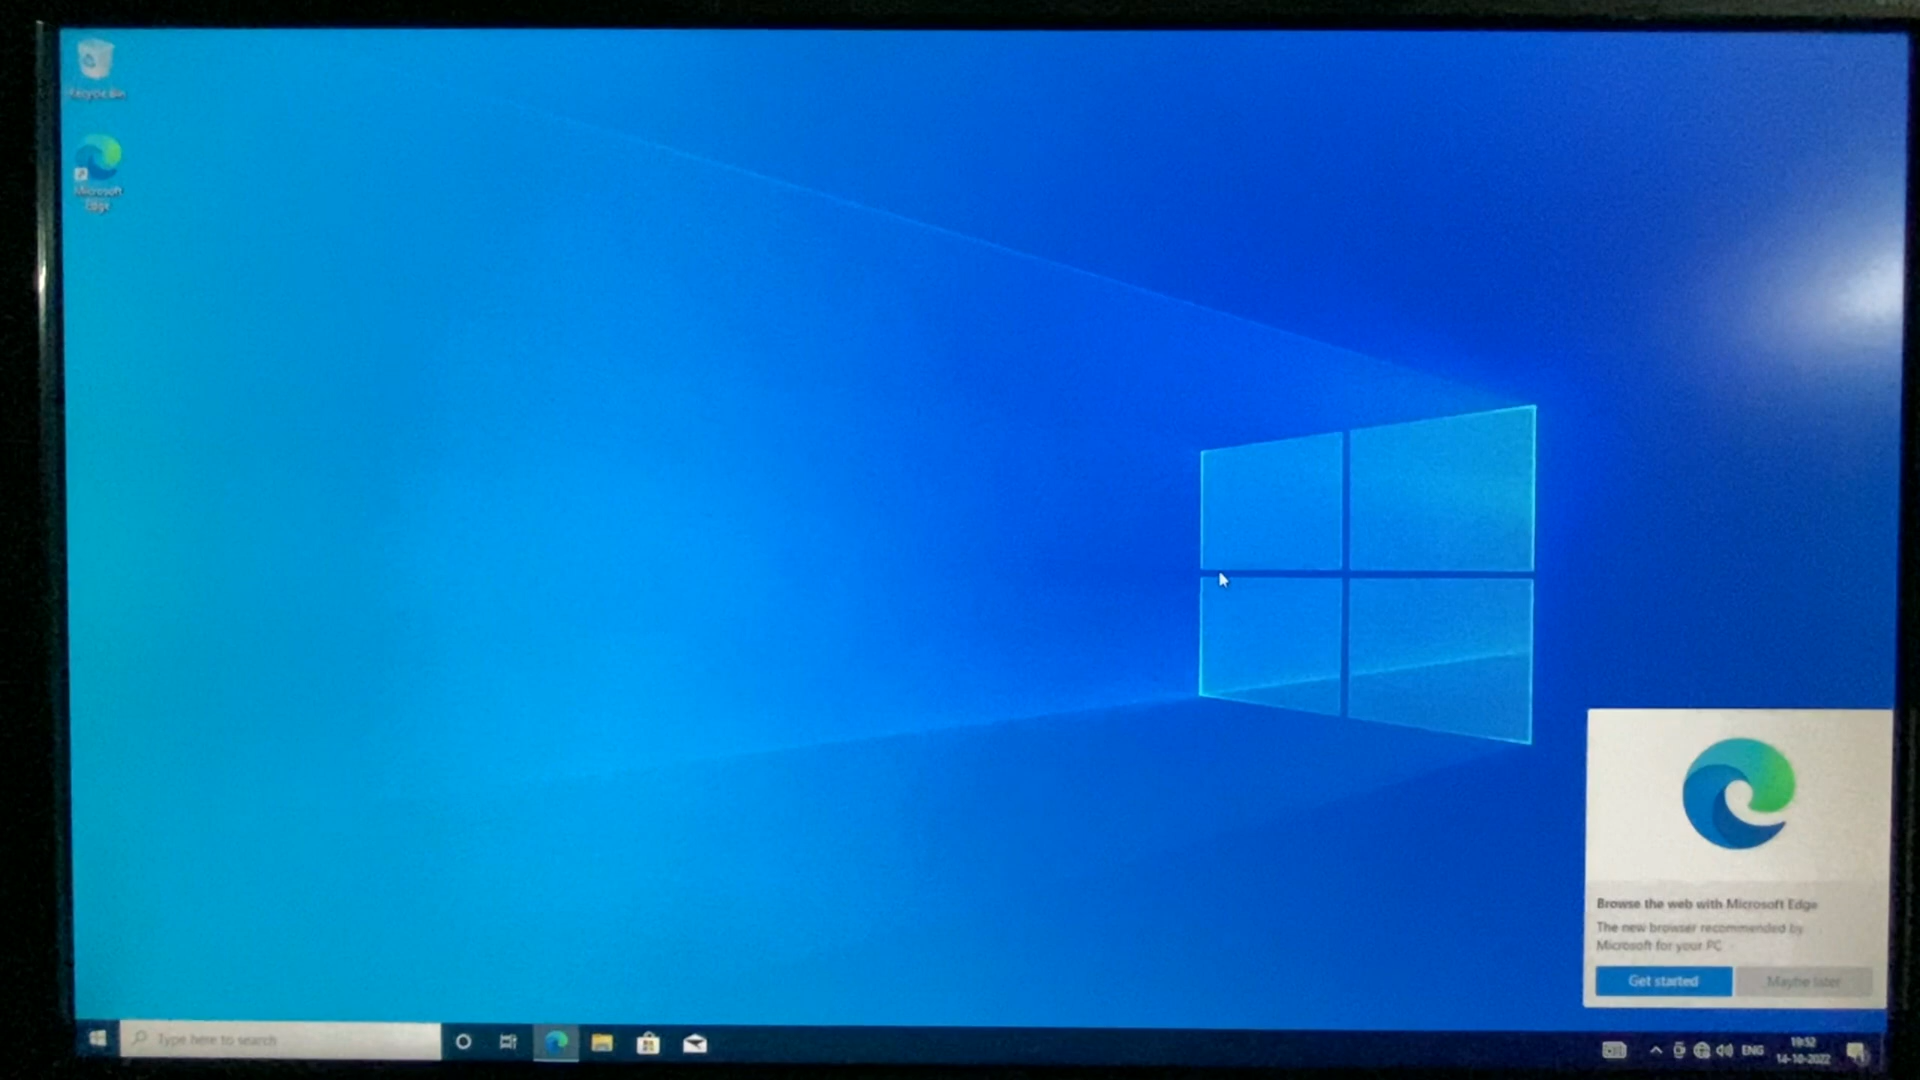 Recycle Bin
Microsoft
Edge
Browse the web with Microsoft Edge
The new browser recommended by
Microsoft for your PC
Get started
Maybe later
Type here to search
ENG
19:52
14-10-2022